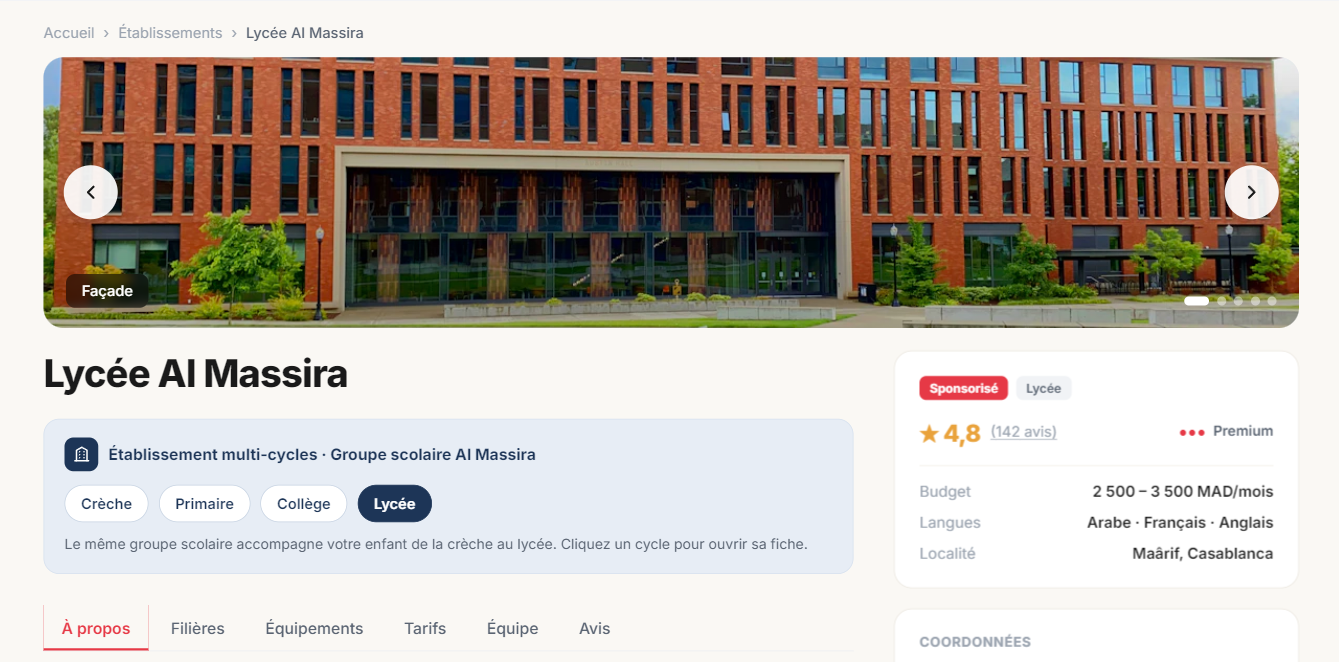 Accueil › Établissements › Lycée Al Massira
Façade
Lycée Al Massira
Établissement multi-cycles · Groupe scolaire Al Massira
Crèche Primaire Collège Lycée
Le même groupe scolaire accompagne votre enfant de la crèche au lycée. Cliquez un cycle pour ouvrir sa fiche.
À propos Filières Équipements Tarifs Équipe Avis
Sponsorisé Lycée
★ 4,8 (142 avis) ●●● Premium
Budget 2 500 – 3 500 MAD/mois
Langues Arabe · Français · Anglais
Localité Maârif, Casablanca
COORDONNÉES